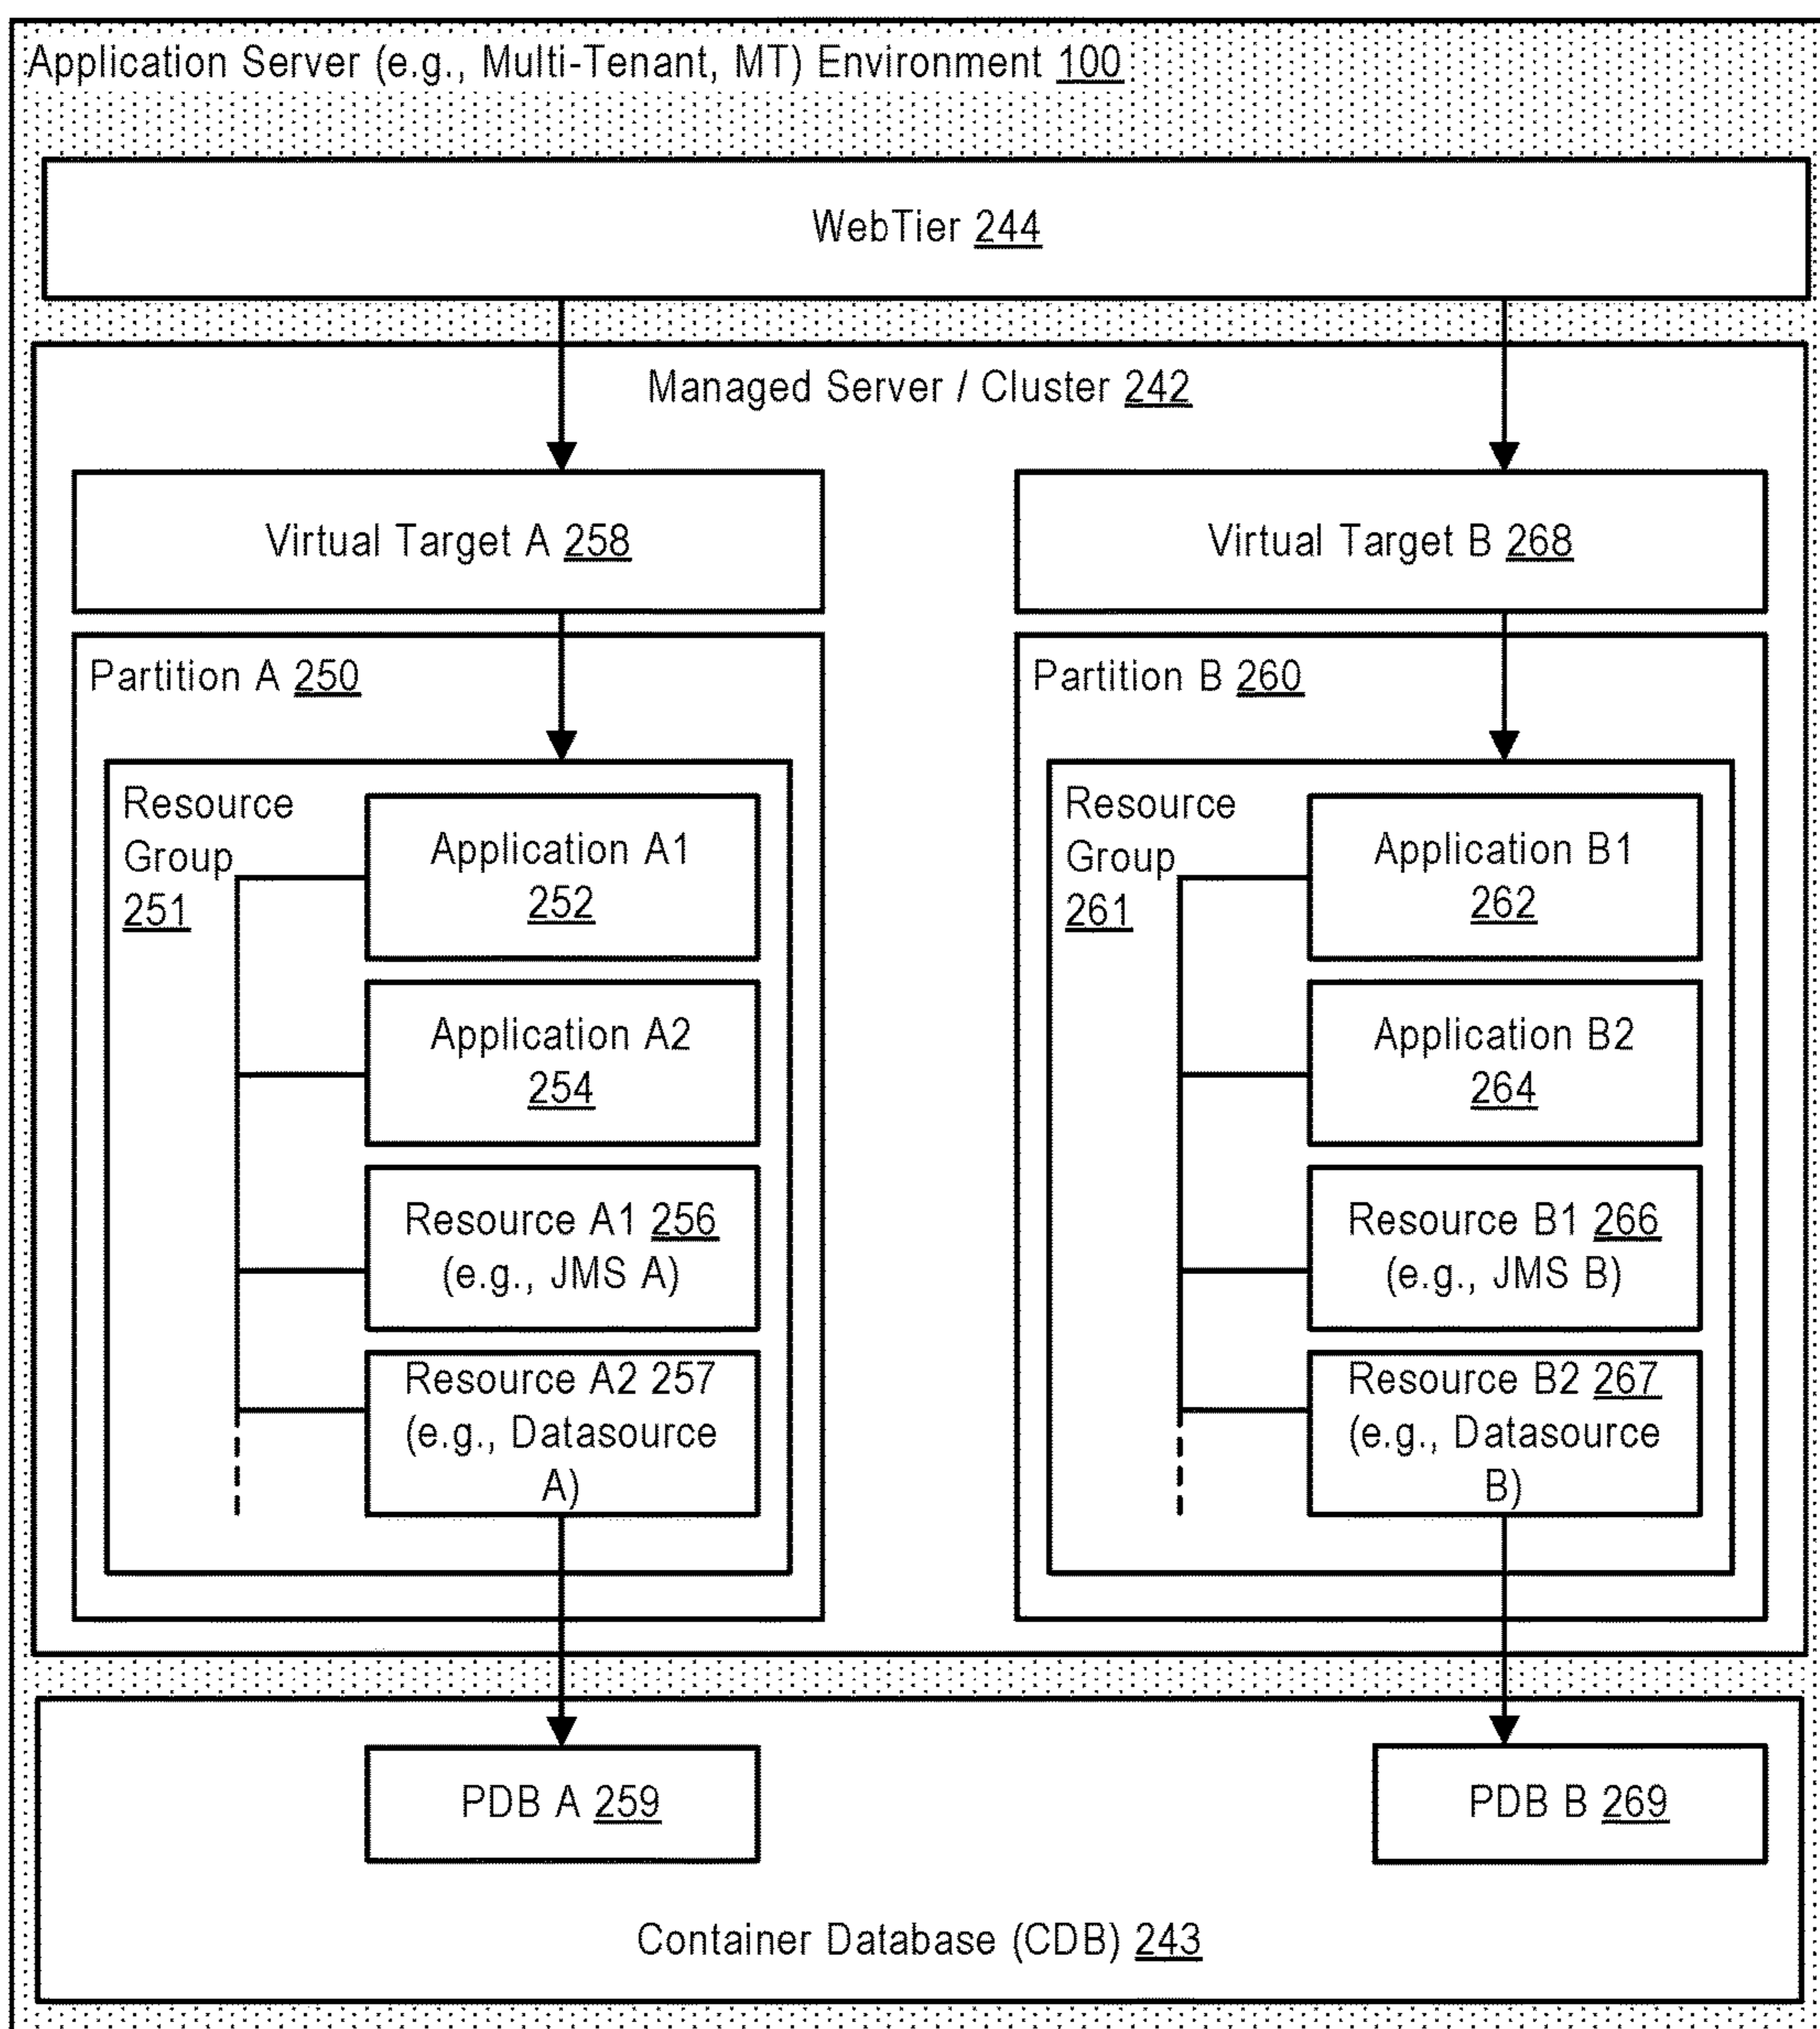 Application Server (e.g., Multi-Tenant, MT) Environment 100
WebTier 244
Managed Server / Cluster 242
Virtual Target A 258
Virtual Target B 268
Partition A 250
Partition B 260
Resource
Group
251
Application A1
252
Application A2
254
Resource A1 256
(e.g., JMS A)
Resource A2 257
(e.g., Datasource
A)
Resource
Group
261
Application B1
262
Application B2
264
Resource B1 266
(e.g., JMS B)
Resource B2 267
(e.g., Datasource
B)
PDB A 259
PDB B 269
Container Database (CDB) 243